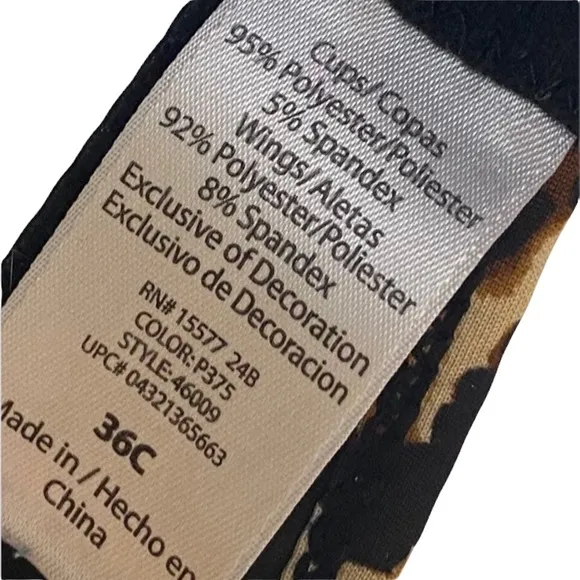 Cups/ Copas
95% Polyester/Poliester
5% Spandex
Wings/Aletas
92% Polyester/Poliester
8% Spandex
Exclusive of Decoration
Exclusivo de Decoracion
RN# 15577 24B
COLOR: P375
STYLE-46009
UPC# 04321365663
36C
Made in / Hecho en
China